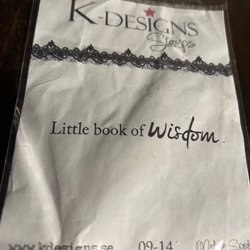 K-DESIGNS
Stamps
Little book of Wisdom.
www.kdesigns.se 09-14